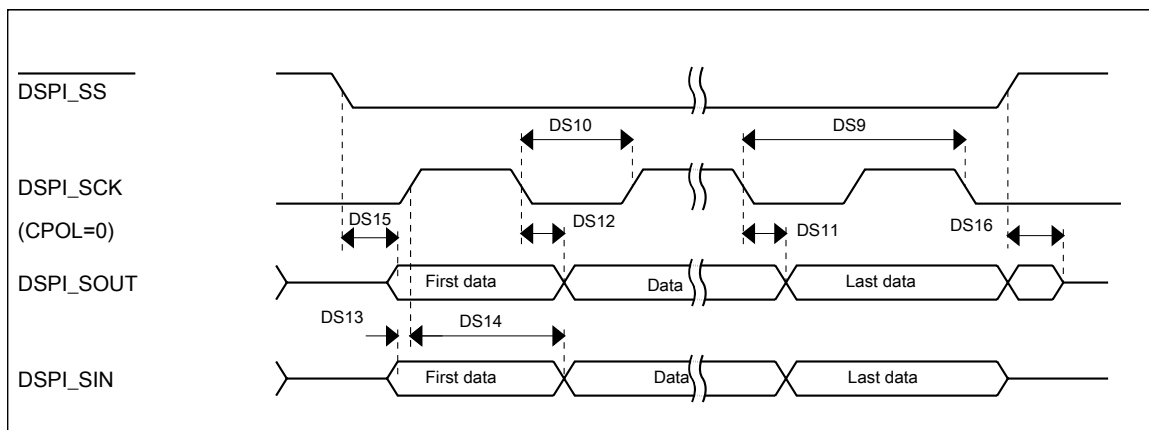 DSPI_SS
DS10
DS9
DSPI_SCK
(CPOL=0)
DS15
DS12
DS11
DS16
DSPI_SOUT
First data
Data
Last data
DS13
DS14
DSPI_SIN
First data
Data
Last data